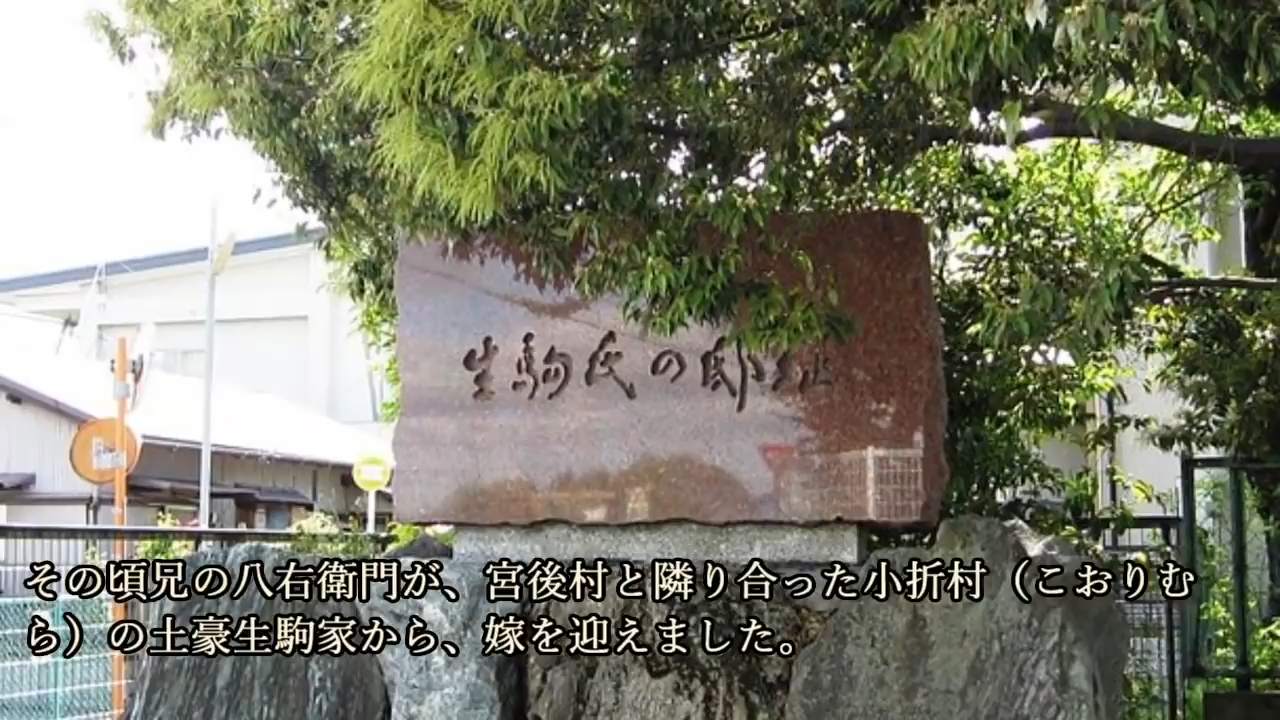 生駒氏の邸址
その頃兄の八右衛門が、宮後村と隣り合った小折村（こおりむ
ら）の土豪生駒家から、嫁を迎えました。